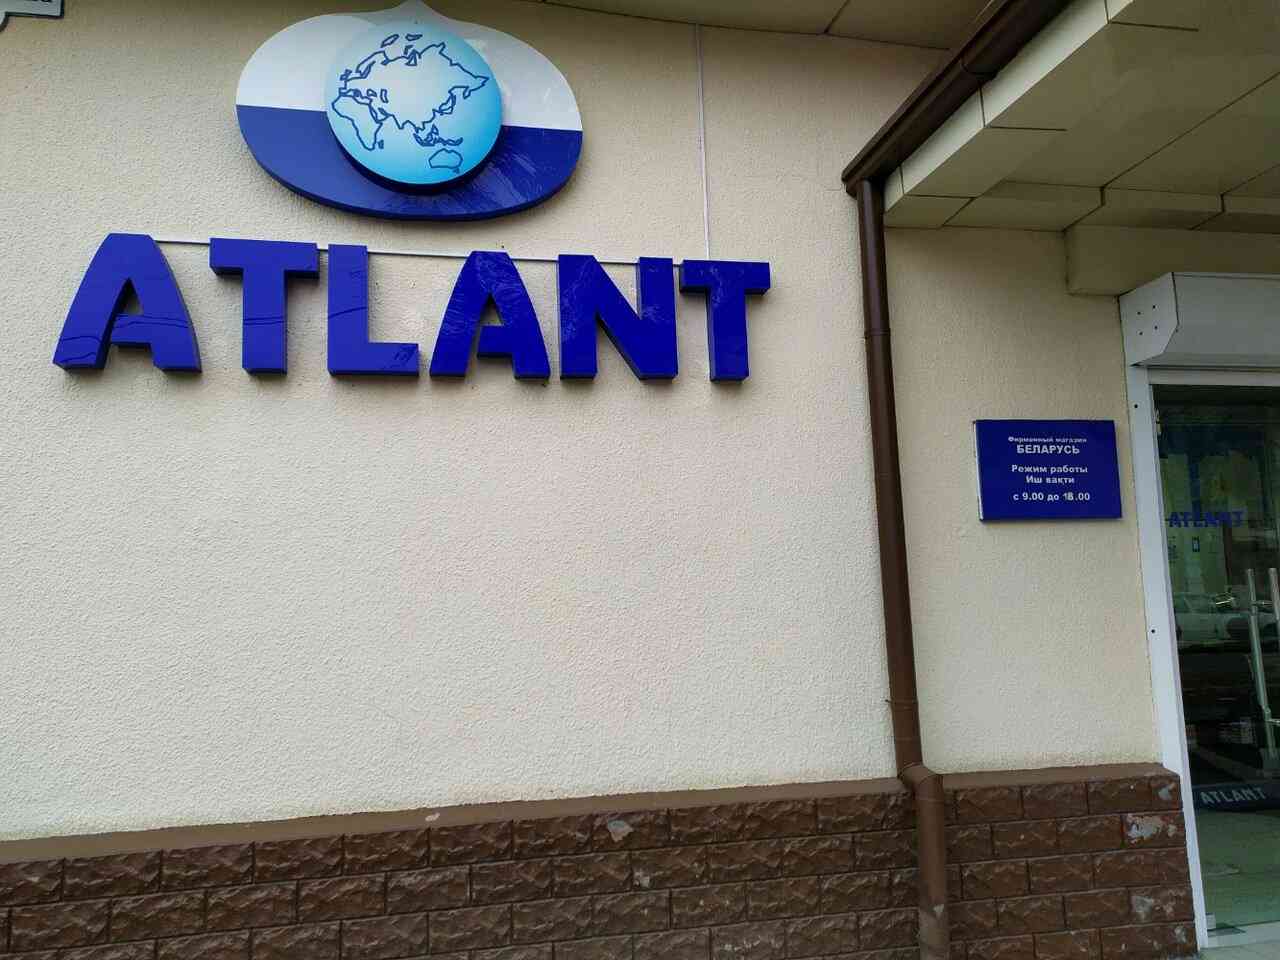 ATLANT
Фирменный магазин
БЕЛАРУСЬ
Режим работы
Иш вақти
с 9.00 до 18.00
ATLANT
ATLANT